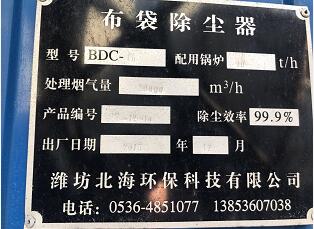 布袋除尘器
型号 BDC- 配用锅炉 t/h
处理烟气量 m³/h
产品编号 除尘效率 99.9%
出厂日期 年 月
潍坊北海环保科技有限公司
电话: 0536-4851077 13853607038